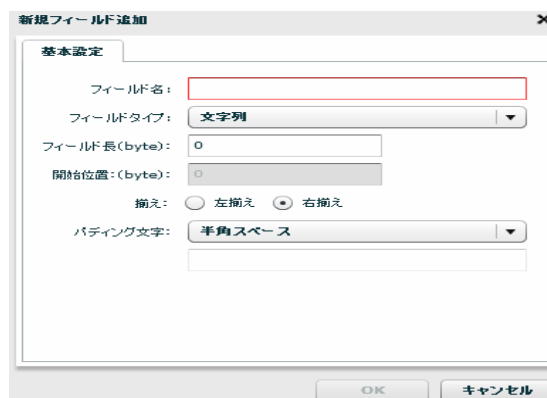 新規フィールド追加
基本設定
フィールド名:
フィールドタイプ: 文字列
フィールド長(byte): 0
開始位置:(byte): 0
揃え: 左揃え 右揃え
パディング文字: 半角スペース
OK キャンセル